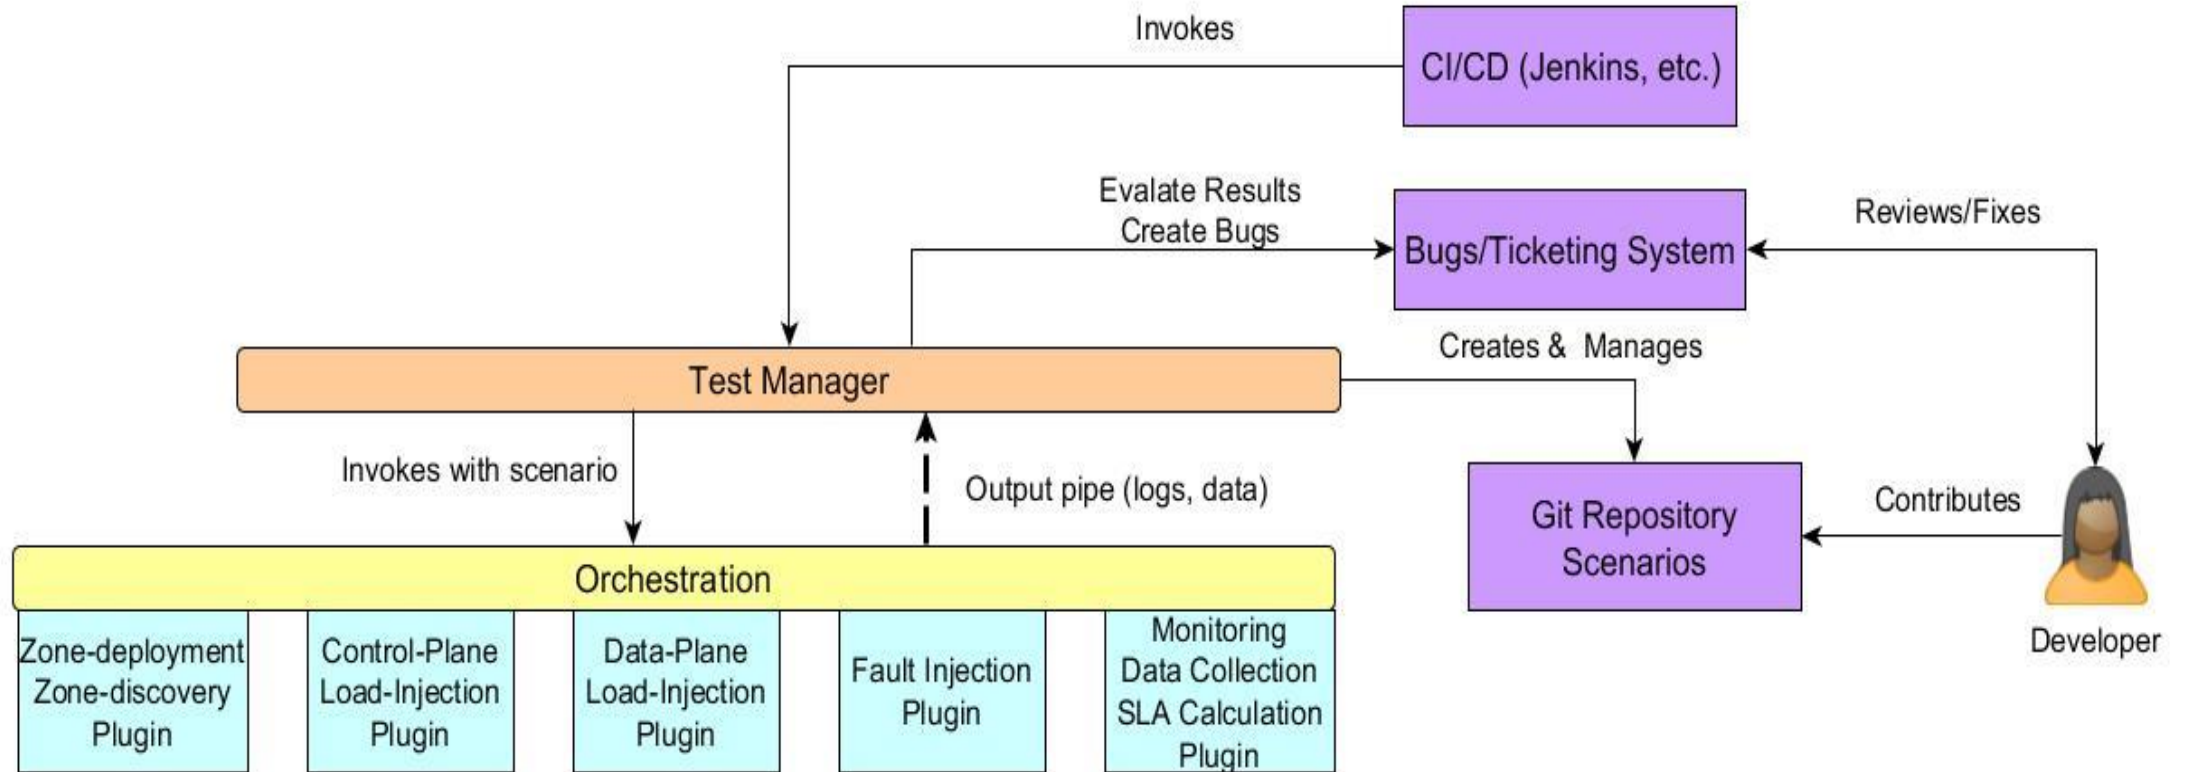 Invokes
CI/CD (Jenkins, etc.)
Evalate Results
Create Bugs
Bugs/Ticketing System
Reviews/Fixes
Creates & Manages
Test Manager
Invokes with scenario
Output pipe (logs, data)
Git Repository
Scenarios
Contributes
Developer
Orchestration
Zone-deployment
Zone-discovery
Plugin
Control-Plane
Load-Injection
Plugin
Data-Plane
Load-Injection
Plugin
Fault Injection
Plugin
Monitoring
Data Collection
SLA Calculation
Plugin